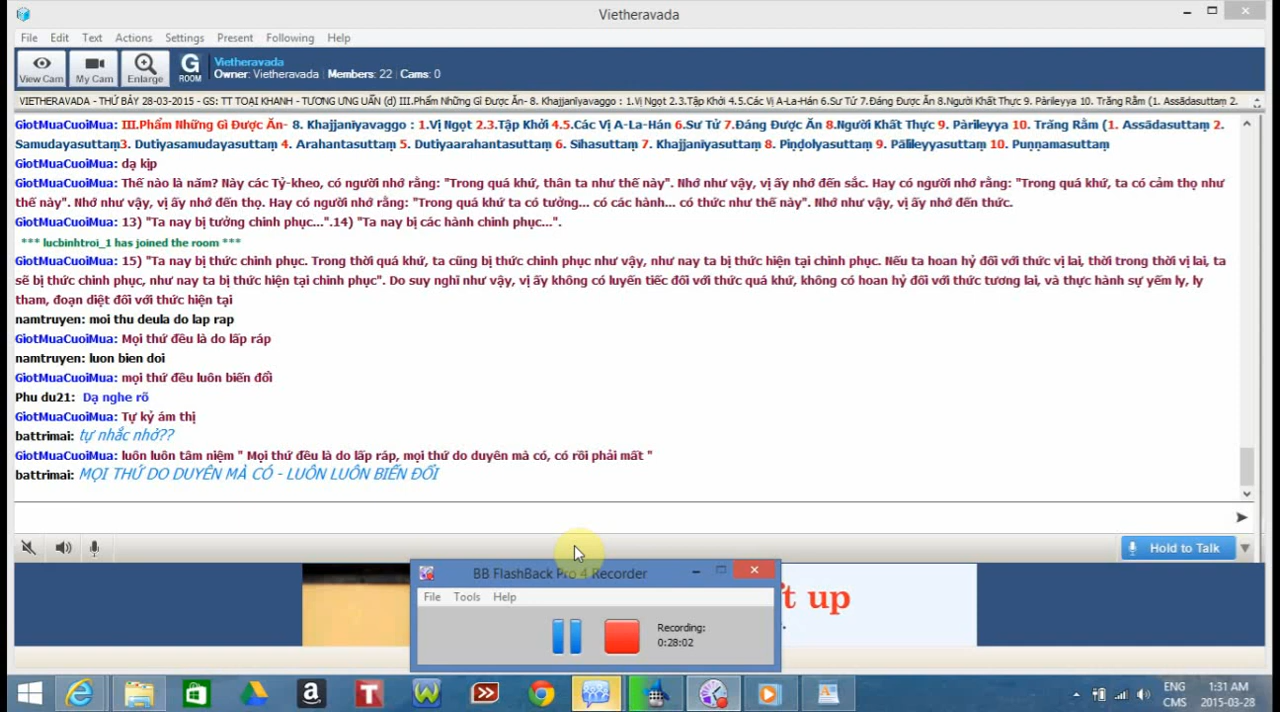 Vietheravada
File Edit Text Actions Settings Present Following Help
View Cam My Cam Enlarge G ROOM Vietheravada
Owner: Vietheravada | Members: 22 | Cams: 0
VIETHERAVADA - THỨ BẢY 28-03-2015 - GS: TT TOẠI KHANH - TƯƠNG ƯNG UẨN (d) III.Phẩm Những Gì Được Ăn- 8. Khajjanīyavaggo : 1.Vị Ngọt 2.3.Tập Khởi 4.5.Các Vị A-La-Hán 6.Sư Tử 7.Đáng Được Ăn 8.Người Khất Thực 9. Pàrileyya 10. Trăng Rằm (1. Assādasuttaṃ 2.
GiotMuaCuoiMua: III.Phẩm Những Gì Được Ăn- 8. Khajjanīyavaggo : 1.Vị Ngọt 2.3.Tập Khởi 4.5.Các Vị A-La-Hán 6.Sư Tử 7.Đáng Được Ăn 8.Người Khất Thực 9. Pàrileyya 10. Trăng Rằm (1. Assādasuttaṃ 2.
Samudayasuttaṃ3. Dutiyasamudayasuttaṃ 4. Arahantasuttaṃ 5. Dutiyaarahantasuttaṃ 6. Sīhasuttaṃ 7. Khajjanīyasuttaṃ 8. Piṇḍolyasuttaṃ 9. Pālileyyasuttaṃ 10. Puṇṇamasuttaṃ
GiotMuaCuoiMua: dạ kịp
GiotMuaCuoiMua: Thế nào là năm? Này các Tỷ-kheo, có người nhớ rằng: "Trong quá khứ, thân ta như thế này". Nhớ như vậy, vị ấy nhớ đến sắc. Hay có người nhớ rằng: "Trong quá khứ, ta có cảm thọ như
thế này". Nhớ như vậy, vị ấy nhớ đến thọ. Hay có người nhớ rằng: "Trong quá khứ ta có tưởng... có các hành... có thức như thế này". Nhớ như vậy, vị ấy nhớ đến thức.
GiotMuaCuoiMua: 13) "Ta nay bị tưởng chinh phục...".14) "Ta nay bị các hành chinh phục...".
*** lucbinhtroi_1 has joined the room ***
GiotMuaCuoiMua: 15) "Ta nay bị thức chinh phục. Trong thời quá khứ, ta cũng bị thức chinh phục như vậy, như nay ta bị thức hiện tại chinh phục. Nếu ta hoan hỷ đối với thức vị lai, thời trong thời vị lai, ta
sẽ bị thức chinh phục, như nay ta bị thức hiện tại chinh phục". Do suy nghĩ như vậy, vị ấy không có luyến tiếc đối với thức quá khứ, không có hoan hỷ đối với thức tương lai, và thực hành sự yếm ly, ly
tham, đoạn diệt đối với thức hiện tại
namtruyen: moi thu deula do lap rap
GiotMuaCuoiMua: Mọi thứ đều là do lắp ráp
namtruyen: luon bien doi
GiotMuaCuoiMua: mọi thứ đều luôn biến đổi
Phu du21: Dạ nghe rõ
GiotMuaCuoiMua: Tự kỷ ám thị
battrimai: tự nhắc nhở??
GiotMuaCuoiMua: luôn luôn tâm niệm " Mọi thứ đều là do lắp ráp, mọi thứ do duyên mà có, có rồi phải mất "
battrimai: MỌI THỨ DO DUYÊN MÀ CÓ - LUÔN LUÔN BIẾN ĐỔI
Hold to Talk
BB FlashBack Pro 4 Recorder
File Tools Help
t up
Recording:
0:28:02
ENG 1:31 AM
CMS 2015-03-28